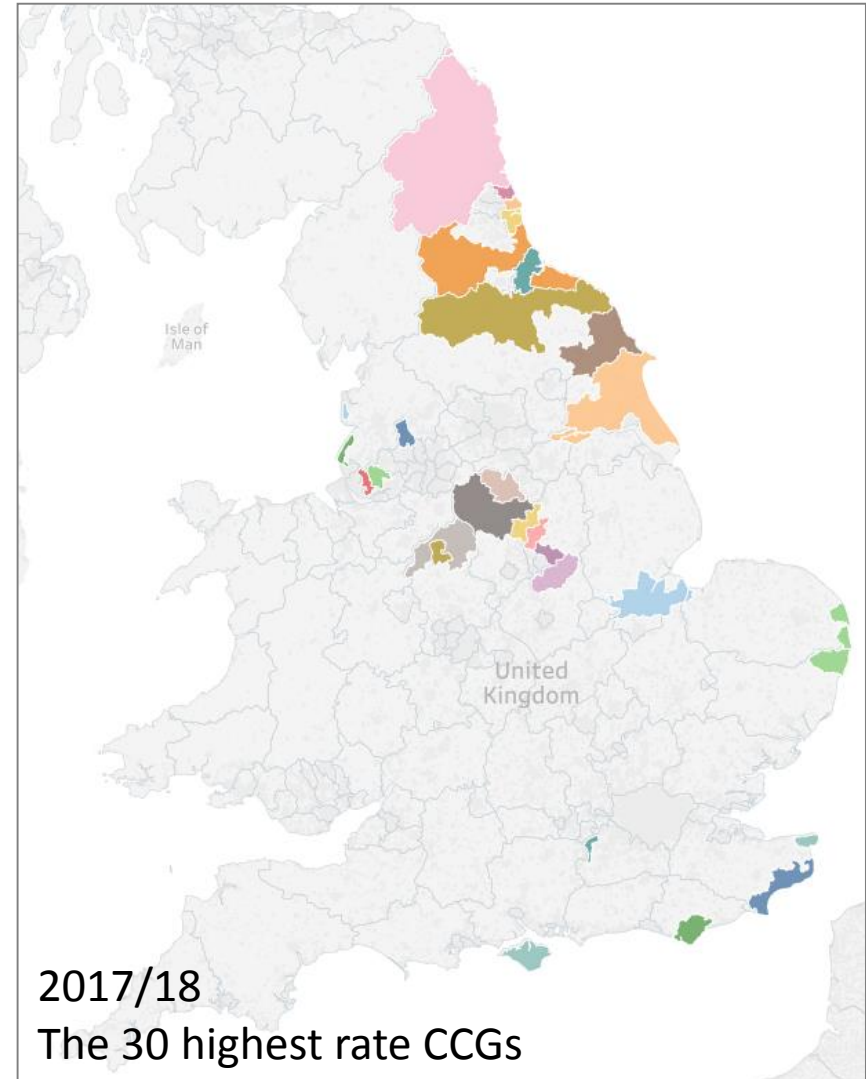 Isle of
Man
United
Kingdom
2017/18
The 30 highest rate CCGs